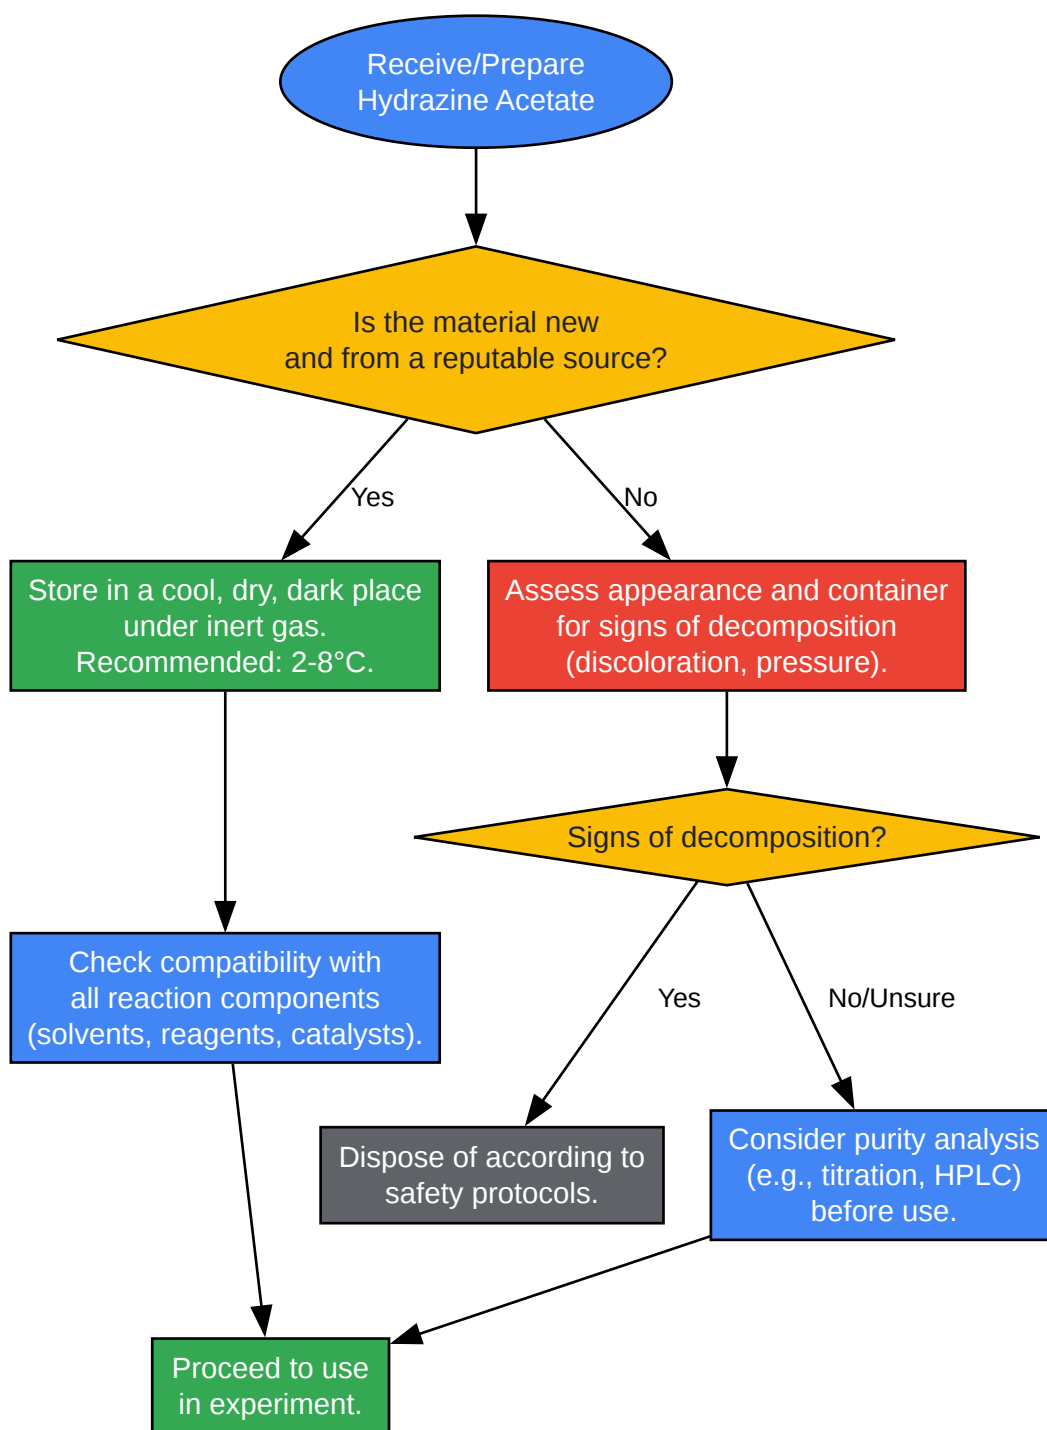 Receive/Prepare
Hydrazine Acetate
Is the material new
and from a reputable source?
Yes
No
Store in a cool, dry, dark place
under inert gas.
Recommended: 2-8°C.
Assess appearance and container
for signs of decomposition
(discoloration, pressure).
Signs of decomposition?
Check compatibility with
all reaction components
(solvents, reagents, catalysts).
Yes
No/Unsure
Dispose of according to
safety protocols.
Consider purity analysis
(e.g., titration, HPLC)
before use.
Proceed to use
in experiment.